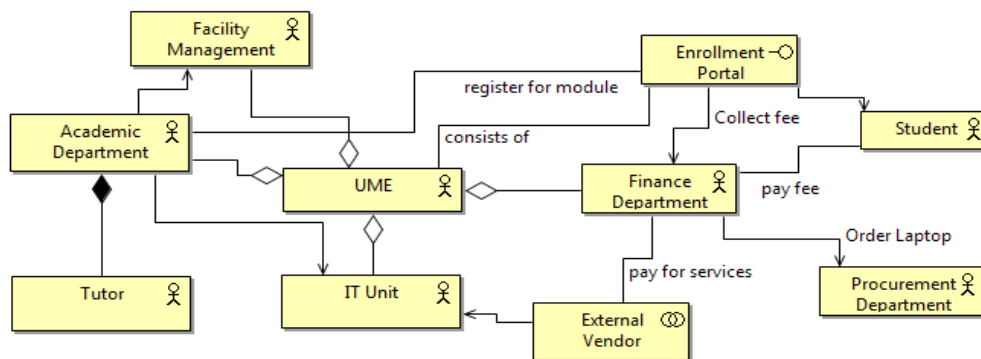 Facility
Management
Enrollment
Portal
register for module
Academic
Department
consists of
Collect fee
Student
UME
Finance
Department
pay fee
Order Laptop
Tutor
IT Unit
pay for services
Procurement
Department
External
Vendor